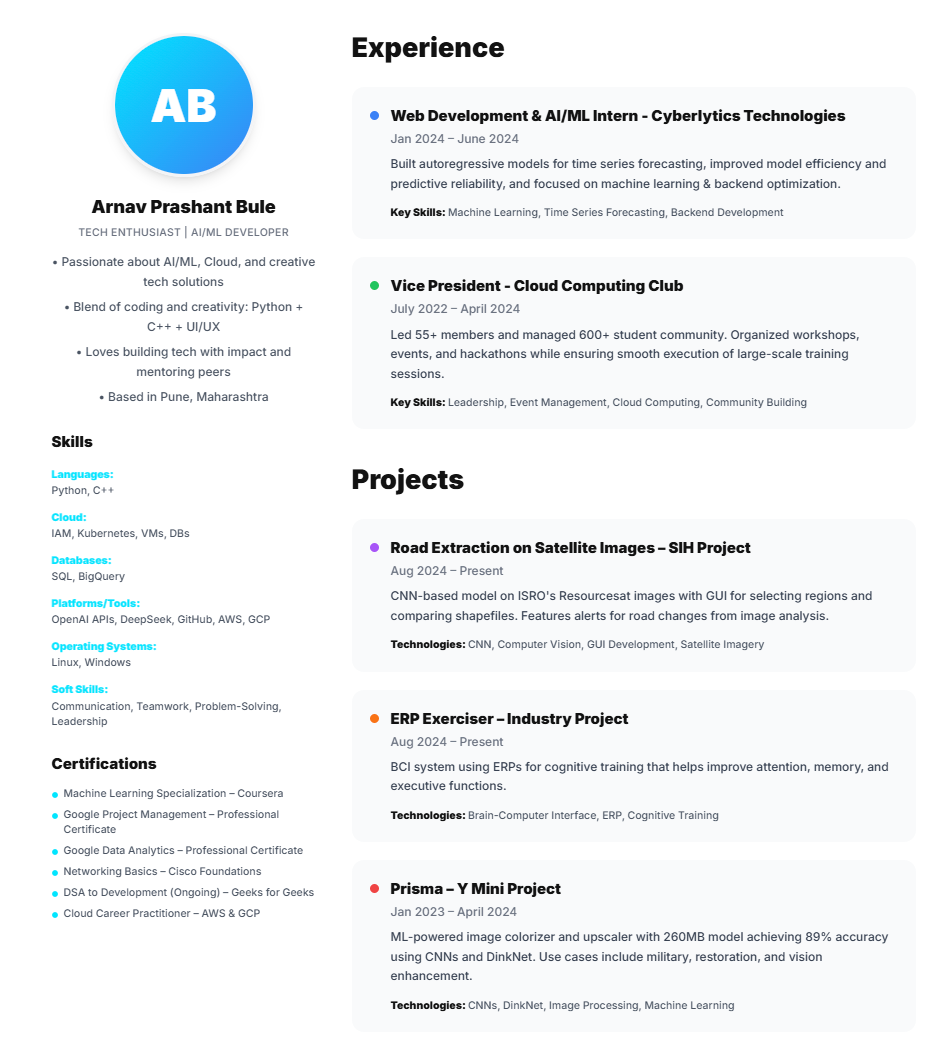 AB
Arnav Prashant Bule
TECH ENTHUSIAST | AI/ML DEVELOPER
• Passionate about AI/ML, Cloud, and creative
tech solutions
• Blend of coding and creativity: Python +
C++ + UI/UX
• Loves building tech with impact and
mentoring peers
• Based in Pune, Maharashtra
Skills
Languages:
Python, C++
Cloud:
IAM, Kubernetes, VMs, DBs
Databases:
SQL, BigQuery
Platforms/Tools:
OpenAI APIs, DeepSeek, GitHub, AWS, GCP
Operating Systems:
Linux, Windows
Soft Skills:
Communication, Teamwork, Problem-Solving,
Leadership
Certifications
● Machine Learning Specialization – Coursera
● Google Project Management – Professional
Certificate
● Google Data Analytics – Professional Certificate
● Networking Basics – Cisco Foundations
● DSA to Development (Ongoing) – Geeks for Geeks
● Cloud Career Practitioner – AWS & GCP
Experience
Web Development & AI/ML Intern - Cyberlytics Technologies
Jan 2024 – June 2024
Built autoregressive models for time series forecasting, improved model efficiency and
predictive reliability, and focused on machine learning & backend optimization.
Key Skills: Machine Learning, Time Series Forecasting, Backend Development
Vice President - Cloud Computing Club
July 2022 – April 2024
Led 55+ members and managed 600+ student community. Organized workshops,
events, and hackathons while ensuring smooth execution of large-scale training
sessions.
Key Skills: Leadership, Event Management, Cloud Computing, Community Building
Projects
Road Extraction on Satellite Images – SIH Project
Aug 2024 – Present
CNN-based model on ISRO's Resourcesat images with GUI for selecting regions and
comparing shapefiles. Features alerts for road changes from image analysis.
Technologies: CNN, Computer Vision, GUI Development, Satellite Imagery
ERP Exerciser – Industry Project
Aug 2024 – Present
BCI system using ERPs for cognitive training that helps improve attention, memory, and
executive functions.
Technologies: Brain-Computer Interface, ERP, Cognitive Training
Prisma – Y Mini Project
Jan 2023 – April 2024
ML-powered image colorizer and upscaler with 260MB model achieving 89% accuracy
using CNNs and DinkNet. Use cases include military, restoration, and vision
enhancement.
Technologies: CNNs, DinkNet, Image Processing, Machine Learning